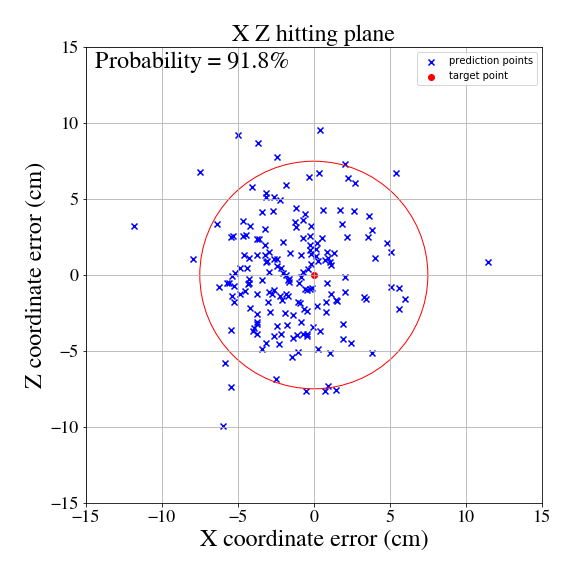 X Z hitting plane
Probability = 91.8%
prediction points
target point
15
10
5
0
−5
−10
−15
Z coordinate error (cm)
−15 −10 −5 0 5 10 15
X coordinate error (cm)